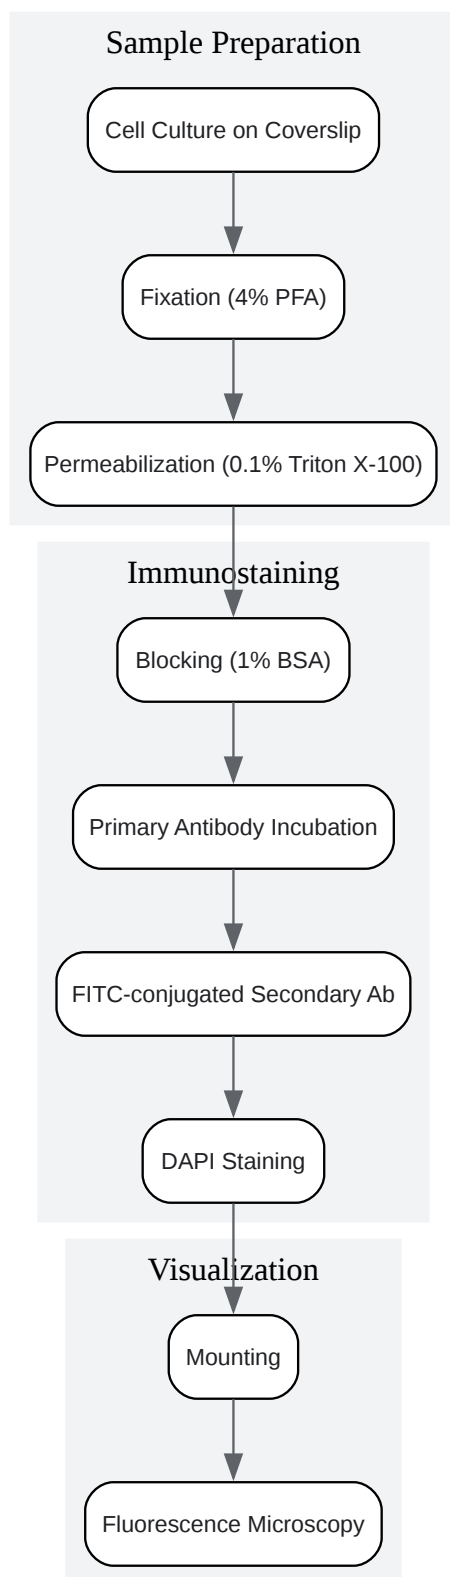 Sample Preparation
Cell Culture on Coverslip
Fixation (4% PFA)
Permeabilization (0.1% Triton X-100)
Immunostaining
Blocking (1% BSA)
Primary Antibody Incubation
FITC-conjugated Secondary Ab
DAPI Staining
Visualization
Mounting
Fluorescence Microscopy